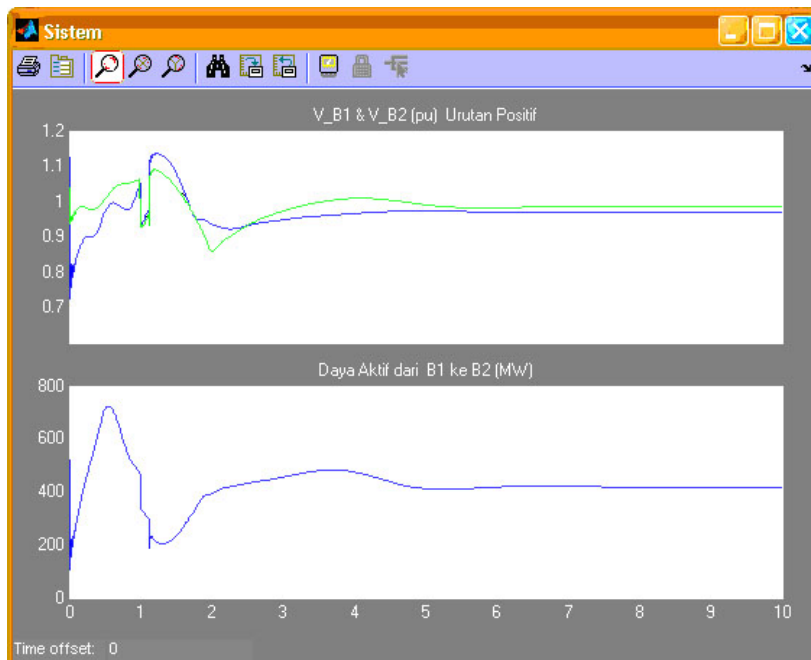 Sistem
V_B1 & V_B2 (pu) Urutan Positif
1.2
1.1
1
0.9
0.8
0.7
Daya Aktif dari B1 ke B2 (MW)
800
600
400
200
0
0 1 2 3 4 5 6 7 8 9 10
Time offset: 0